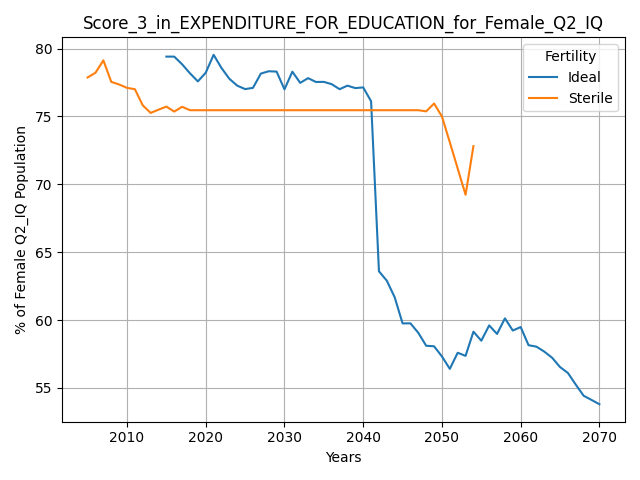 Score_3_in_EXPENDITURE_FOR_EDUCATION_for_Female_Q2_IQ
Fertility
Ideal
Sterile
% of Female Q2_IQ Population
80
75
70
65
60
55
2010
2020
2030
2040
2050
2060
2070
Years